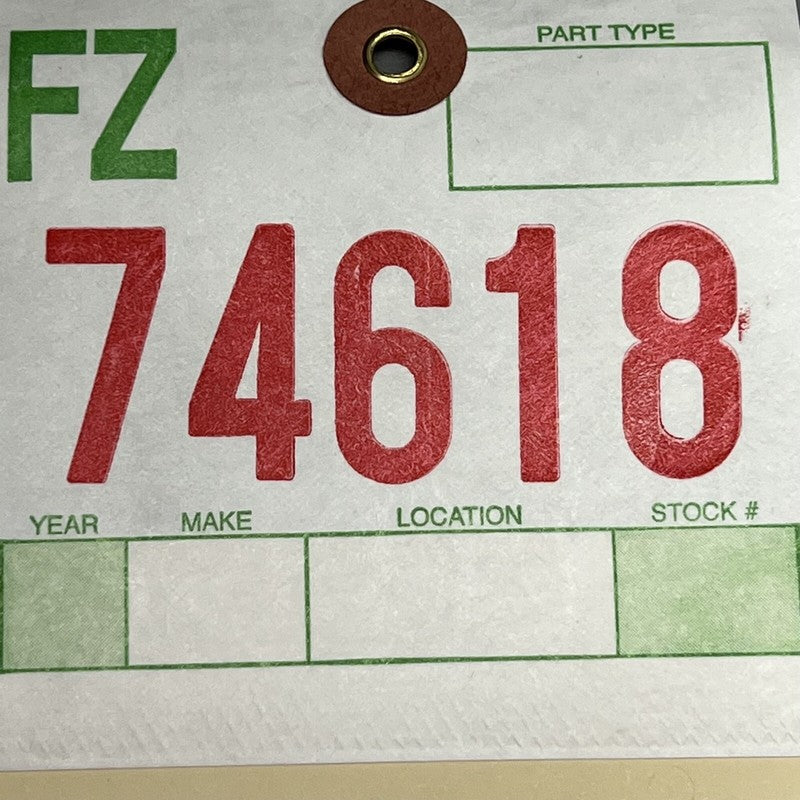 FZ
PART TYPE
74618
YEAR MAKE LOCATION STOCK #